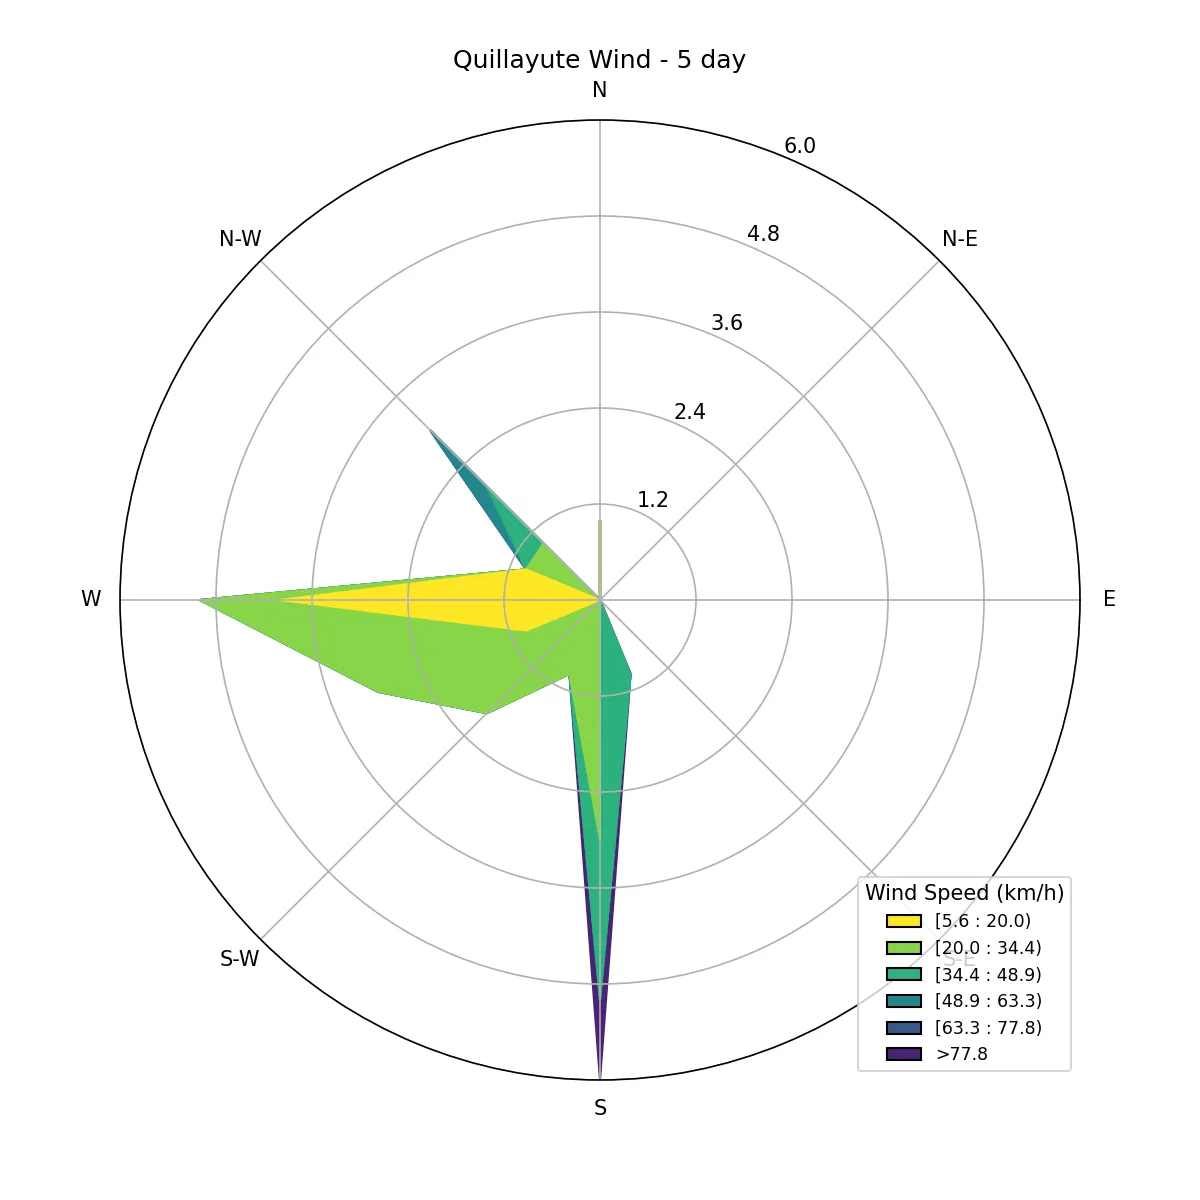 Quillayute Wind - 5 day
N
6.0
4.8
N-W
N-E
3.6
2.4
1.2
W
E
Wind Speed (km/h)
[5.6 : 20.0)
[20.0 : 34.4)
S-W
S-E
[34.4 : 48.9)
[48.9 : 63.3)
[63.3 : 77.8)
>77.8
S